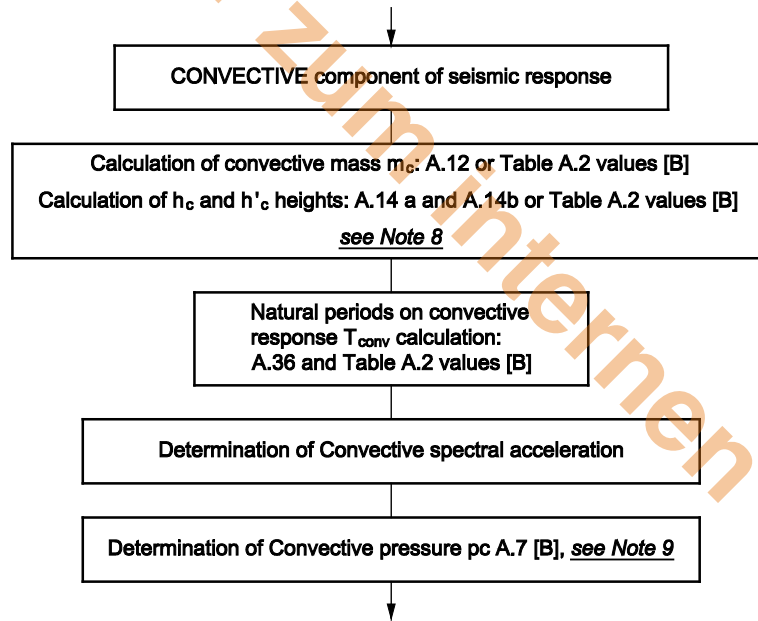 CONVECTIVE component of seismic response
Calculation of convective mass mc: A.12 or Table A.2 values [B]
Calculation of hc and h'c heights: A.14 a and A.14b or Table A.2 values [B]
see Note 8
Natural periods on convective
response Tconv calculation:
A.36 and Table A.2 values [B]
Determination of Convective spectral acceleration
Determination of Convective pressure pc A.7 [B], see Note 9
zum internen